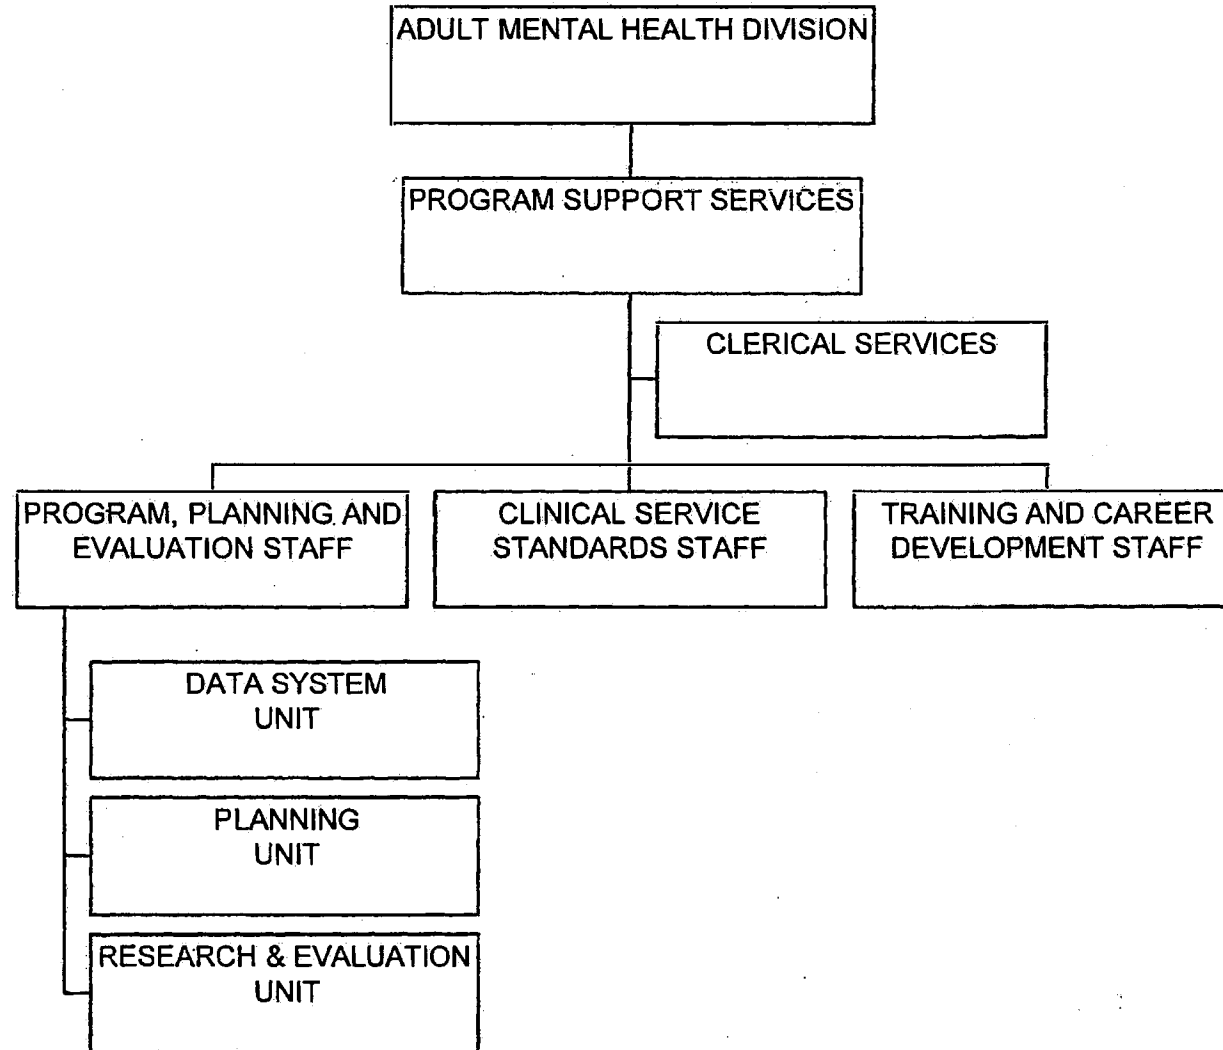 ADULT MENTAL HEALTH DIVISION
PROGRAM SUPPORT SERVICES
CLERICAL SERVICES
PROGRAM, PLANNING AND
EVALUATION STAFF
CLINICAL SERVICE
STANDARDS STAFF
TRAINING AND CAREER
DEVELOPMENT STAFF
DATA SYSTEM
UNIT
PLANNING
UNIT
RESEARCH & EVALUATION
UNIT